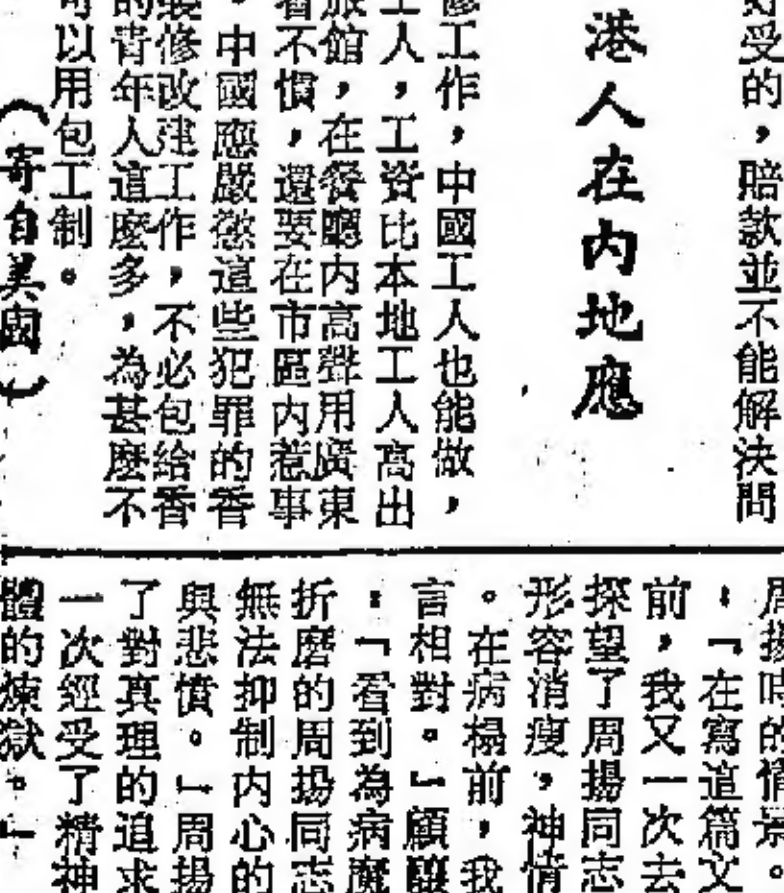 受的，賠款並不能解決問
港人在内地應
修工作，中國工人也能做，
工人，工資比本地工人高出
旅館，在餐廳内高聲用廣東
看不慣，還要在市區内惹事
。中國應嚴懲這些犯罪的香
裝修改建工作，不必包給香
的青年人這麽多，為甚麽不
可以用包工制。
（寄自美國）
周揚時的情景。
：「在寫這篇文
前，我又一次去
探望了周揚同志
形容消瘦，神情
。在病榻前，我
言相對。」顧驤
：「看到為病魔
折磨的周揚同志
無法抑制内心的
與悲憤。」周揚
了對真理的追求
一次經受了精神
體的煉獄。」